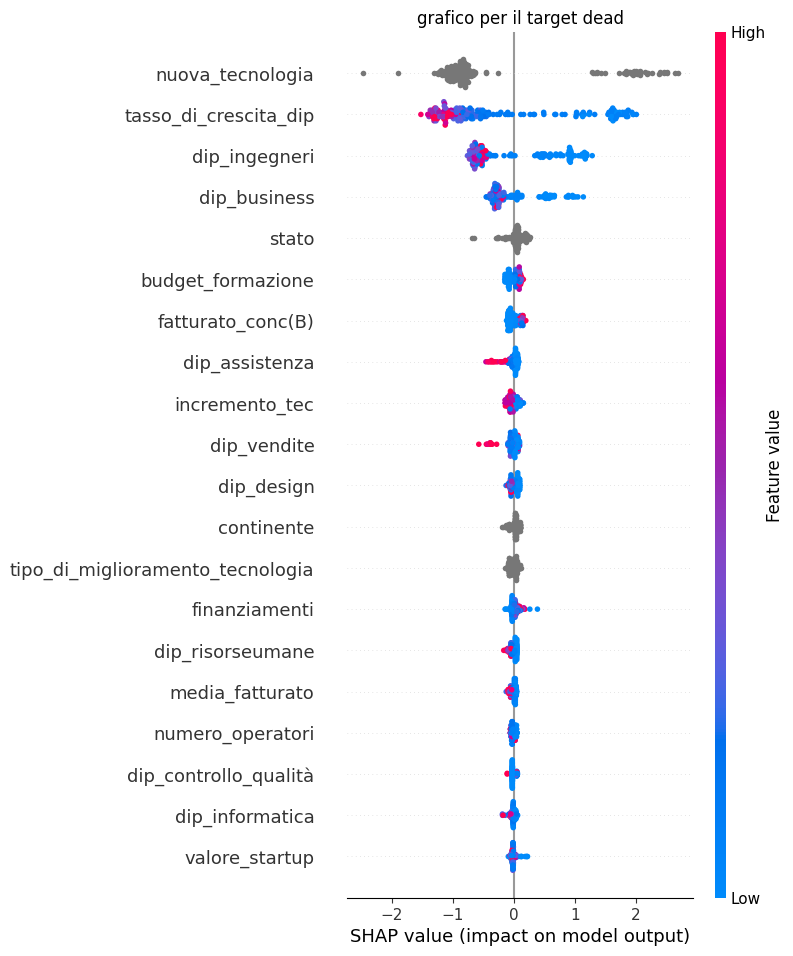 grafico per il target dead
High
nuova_tecnologia
tasso_di_crescita_dip
dip_ingegneri
dip_business
stato
budget_formazione
fatturato_conc(B)
dip_assistenza
incremento_tec
dip_vendite
dip_design
continente
tipo_di_miglioramento_tecnologia
finanziamenti
dip_risorseumane
media_fatturato
numero_operatori
dip_controllo_qualità
dip_informatica
valore_startup
Feature value
Low
−2 −1 0 1 2
SHAP value (impact on model output)